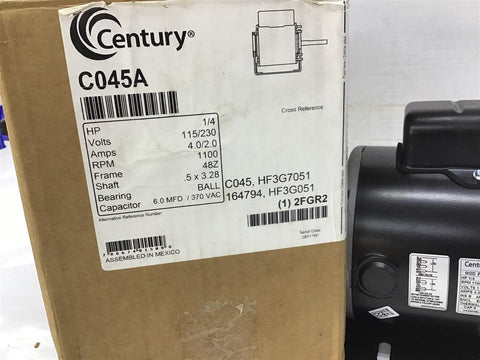 Century®
C045A
HP 1/4
Volts 115/230
Amps 4.0/2.0
RPM 1100
Frame 48Z
Shaft .5 x 3.28
Bearing BALL
Capacitor 6.0 MFD / 370 VAC
Alternative Reference Number
Cross Reference
C045, HF3G7051
164794, HF3G051
(1) 2FGR2
Serial Code
ASSEMBLED IN MEXICO
Century